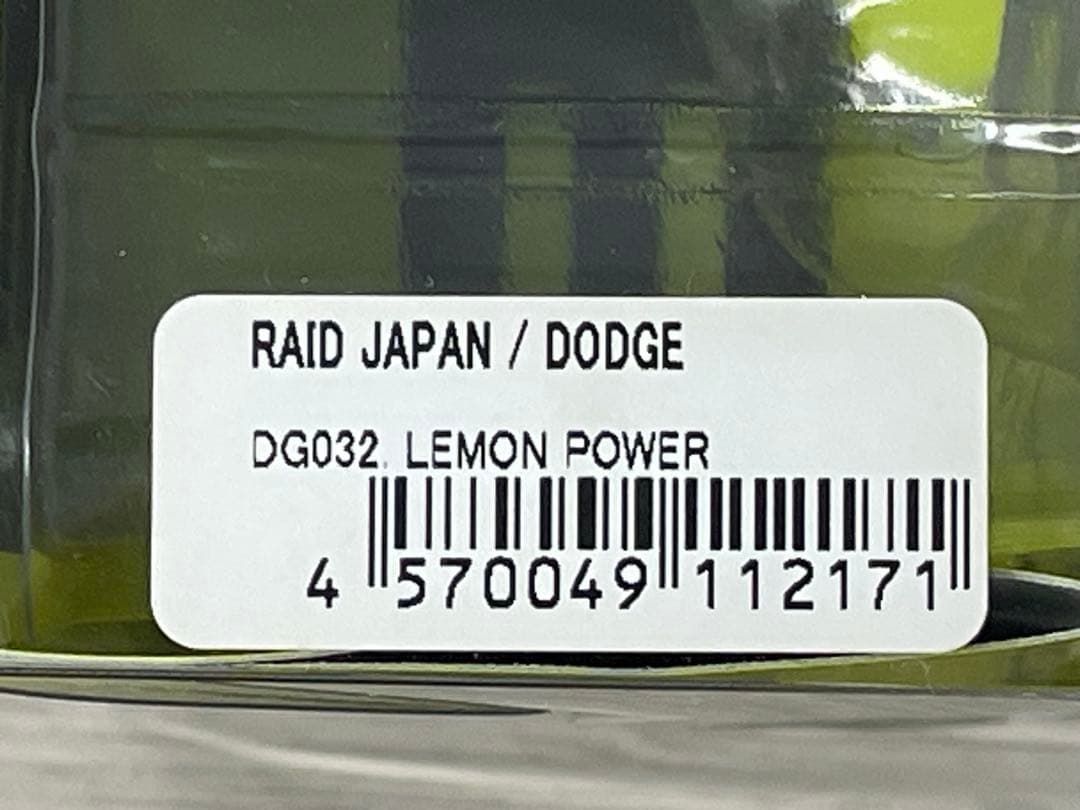 RAID JAPAN / DODGE
DG032. LEMON POWER
4 570049 112171